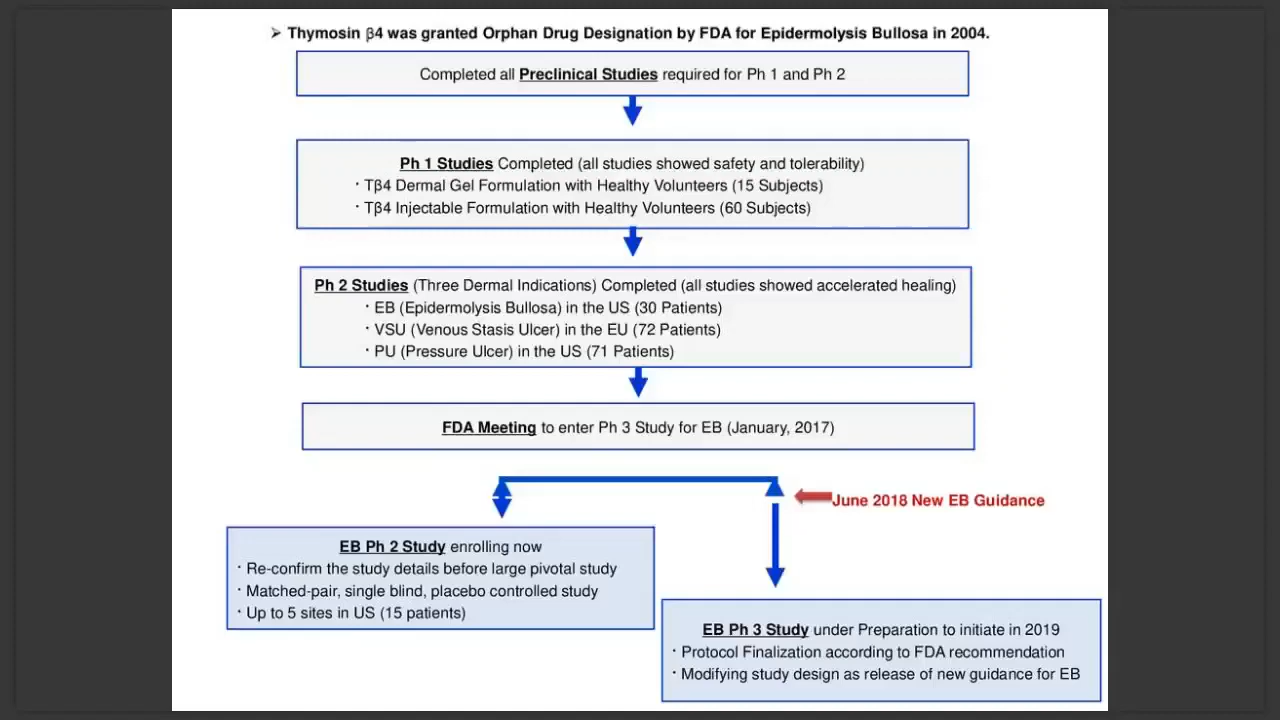 ➢ Thymosin β4 was granted Orphan Drug Designation by FDA for Epidermolysis Bullosa in 2004.
Completed all Preclinical Studies required for Ph 1 and Ph 2
Ph 1 Studies Completed (all studies showed safety and tolerability)
· Tβ4 Dermal Gel Formulation with Healthy Volunteers (15 Subjects)
· Tβ4 Injectable Formulation with Healthy Volunteers (60 Subjects)
Ph 2 Studies (Three Dermal Indications) Completed (all studies showed accelerated healing)
· EB (Epidermolysis Bullosa) in the US (30 Patients)
· VSU (Venous Stasis Ulcer) in the EU (72 Patients)
· PU (Pressure Ulcer) in the US (71 Patients)
FDA Meeting to enter Ph 3 Study for EB (January, 2017)
June 2018 New EB Guidance
EB Ph 2 Study enrolling now
· Re-confirm the study details before large pivotal study
· Matched-pair, single blind, placebo controlled study
· Up to 5 sites in US (15 patients)
EB Ph 3 Study under Preparation to initiate in 2019
· Protocol Finalization according to FDA recommendation
· Modifying study design as release of new guidance for EB